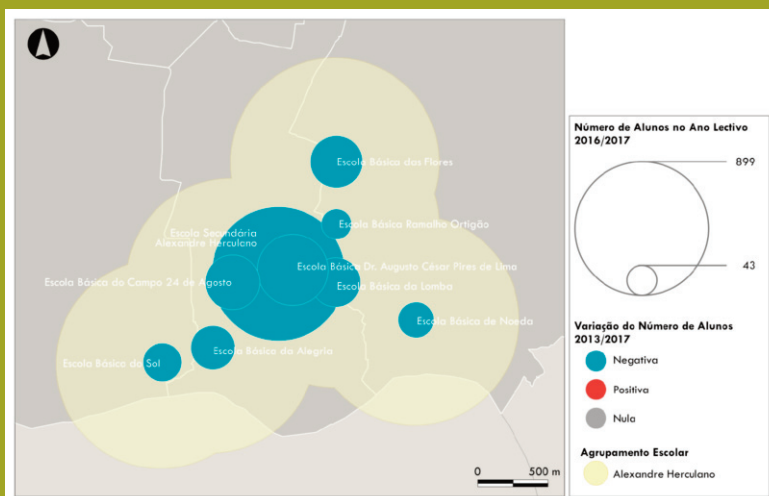 Escola Básica das Flores
Escola Básica Ramalho Ortigão
Escola Secundária
Alexandre Herculano
Escola Básica Dr. Augusto César Pires de Lima
Escola Básica do Campo 24 de Agosto
Escola Básica da Lomba
Escola Básica de Noeda
Escola Básica da Alegria
Escola Básica do Sol
0 500 m
Número de Alunos no Ano Lectivo
2016/2017
899
43
Variação do Número de Alunos
2013/2017
Negativa
Positiva
Nula
Agrupamento Escolar
Alexandre Herculano